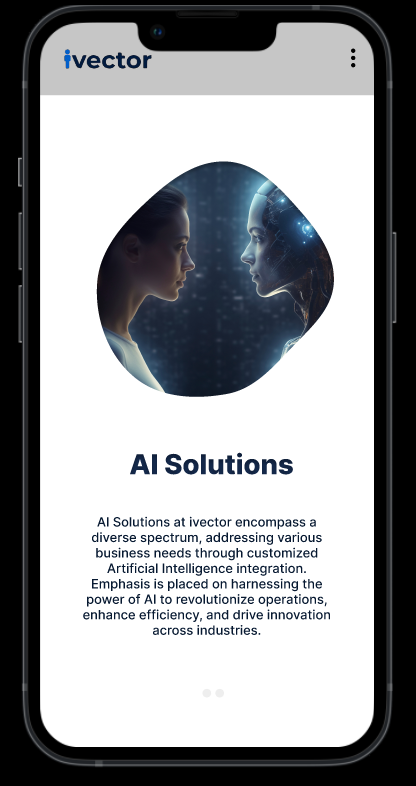 ivector
AI Solutions
AI Solutions at ivector encompass a
diverse spectrum, addressing various
business needs through customized
Artificial Intelligence integration.
Emphasis is placed on harnessing the
power of AI to revolutionize operations,
enhance efficiency, and drive innovation
across industries.